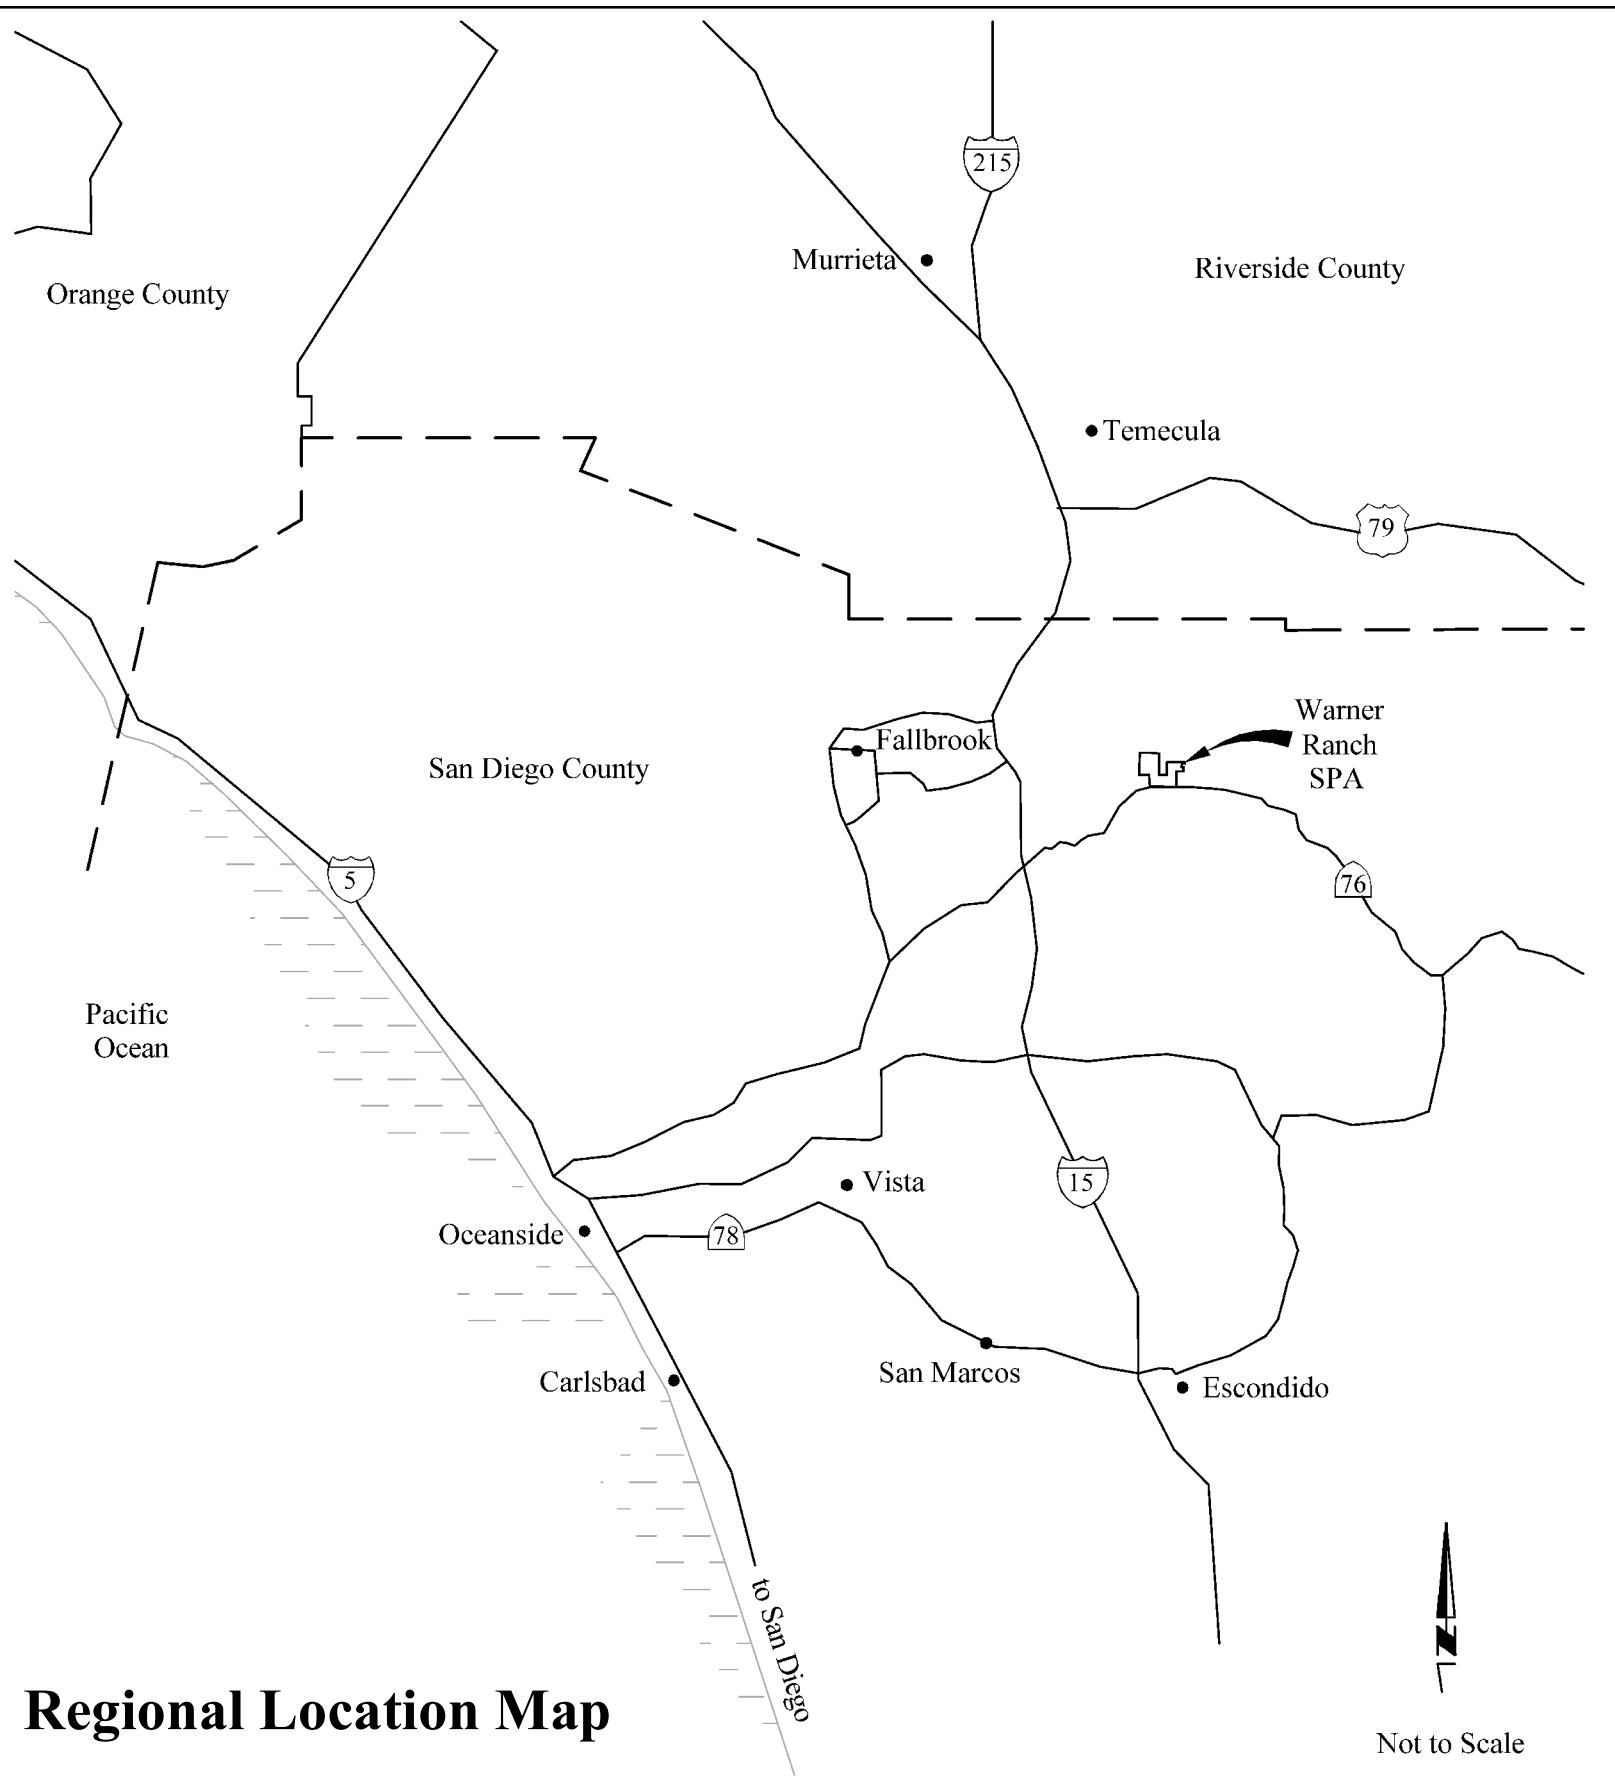 215
Murrieta
Riverside County
Orange County
Temecula
79
Warner
Ranch
SPA
Fallbrook
San Diego County
5
76
Pacific
Ocean
15
Vista
Oceanside
78
San Marcos
Carlsbad
Escondido
to San Diego
N
Regional Location Map
Not to Scale